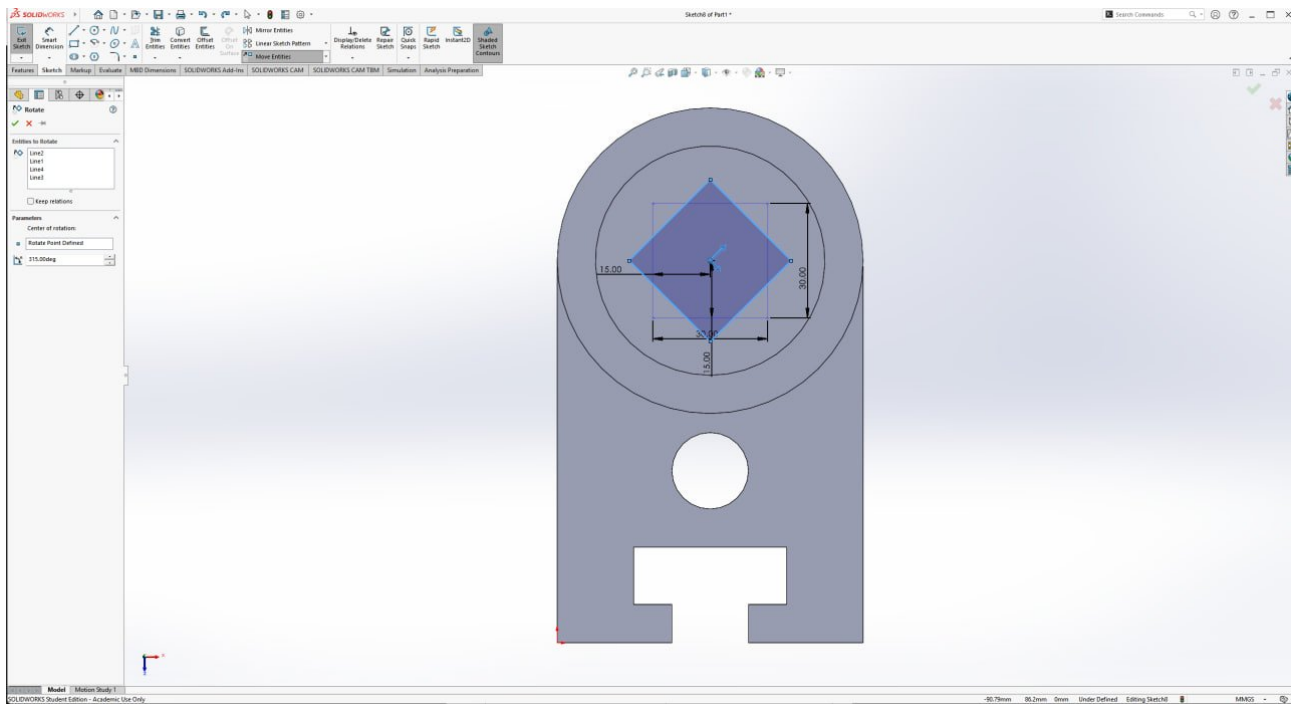 SOLIDWORKS
Sketch8 of Part1 *
Search Commands
Exit Sketch
Smart Dimension
Trim Entities
Convert Entities
Offset Entities
Offset On Surface
Mirror Entities
Linear Sketch Pattern
Move Entities
Display/Delete Relations
Repair Sketch
Quick Snaps
Rapid Sketch
Instant2D
Shaded Sketch Contours
Features Sketch Markup Evaluate MBD Dimensions SOLIDWORKS Add-Ins SOLIDWORKS CAM SOLIDWORKS CAM TBM Simulation Analysis Preparation
Rotate
Entities to Rotate
Line2
Line1
Line4
Line3
Keep relations
Parameters
Center of rotation:
Rotate Point Defined
315.00deg
15.00
30.00
15.00
Model Motion Study 1
SOLIDWORKS Student Edition - Academic Use Only
-90.79mm 86.2mm 0mm Under Defined Editing Sketch8 MMGS